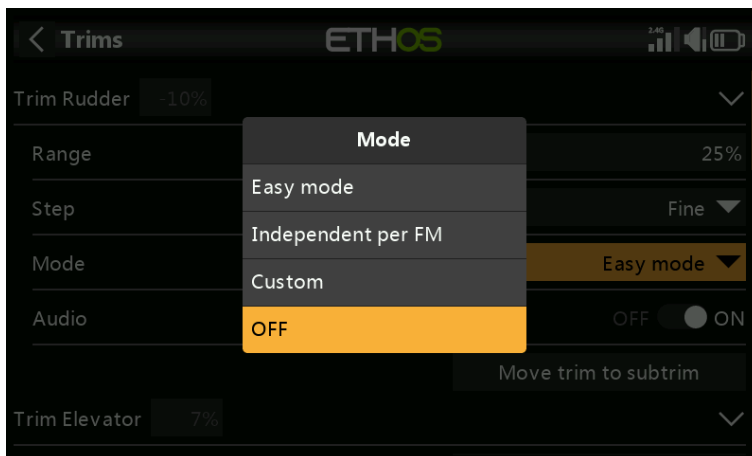 Trims ETHOS 2.4G
Trim Rudder -10%
Mode
Range 25%
Easy mode
Step Fine
Independent per FM
Mode Easy mode
Custom
Audio OFF ON
OFF
Move trim to subtrim
Trim Elevator 7%